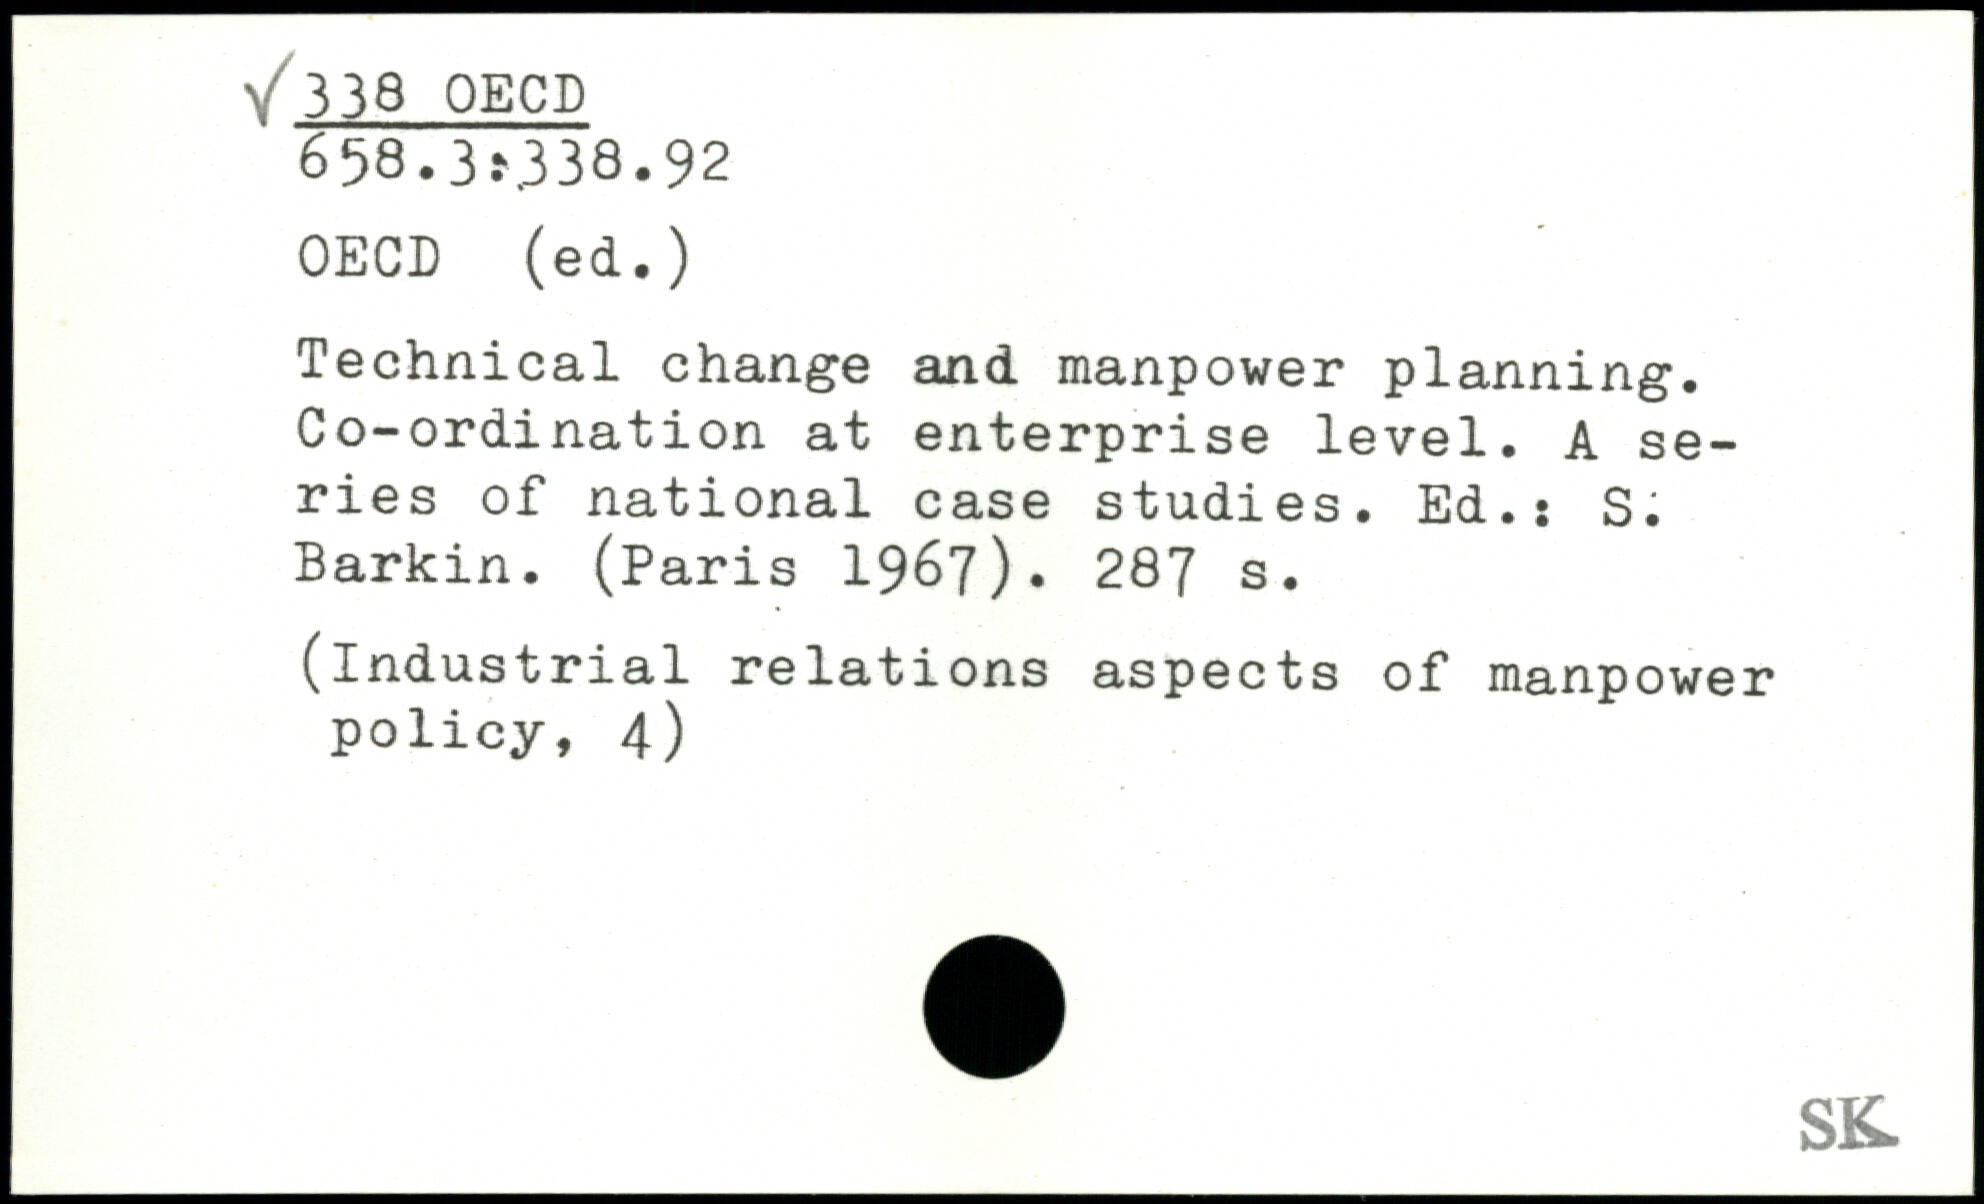 √ 338 OECD
658.3:338.92
OECD (ed.)
Technical change and manpower planning.
Co-ordination at enterprise level. A se-
ries of national case studies. Ed.: S.
Barkin. (Paris 1967). 287 s.
(Industrial relations aspects of manpower
policy, 4)
SK